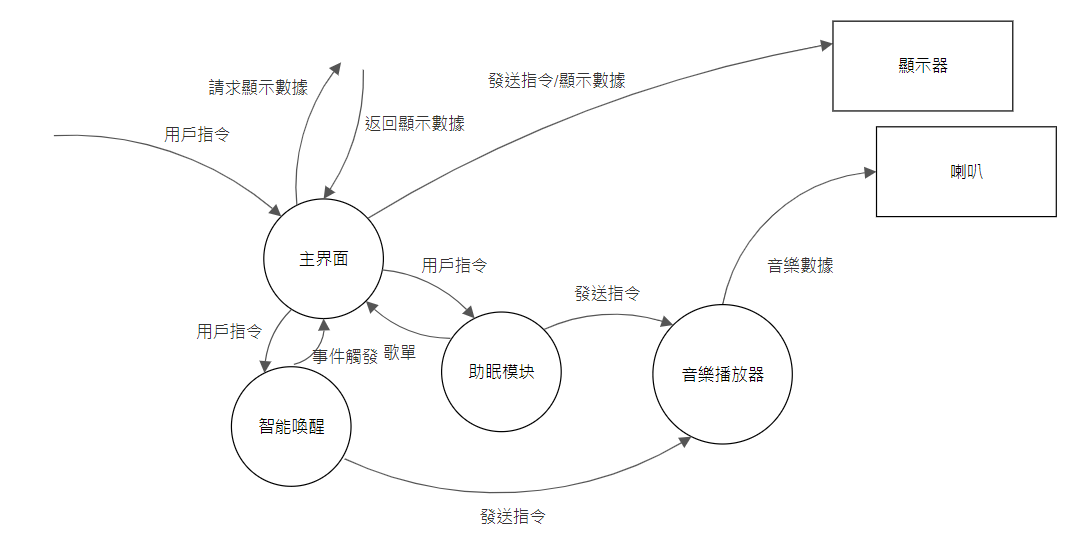 顯示器
發送指令/顯示數據
請求顯示數據
返回顯示數據
用戶指令
喇叭
主界面
用戶指令
音樂數據
發送指令
用戶指令
事件觸發
歌單
助眠模块
音樂播放器
智能喚醒
發送指令